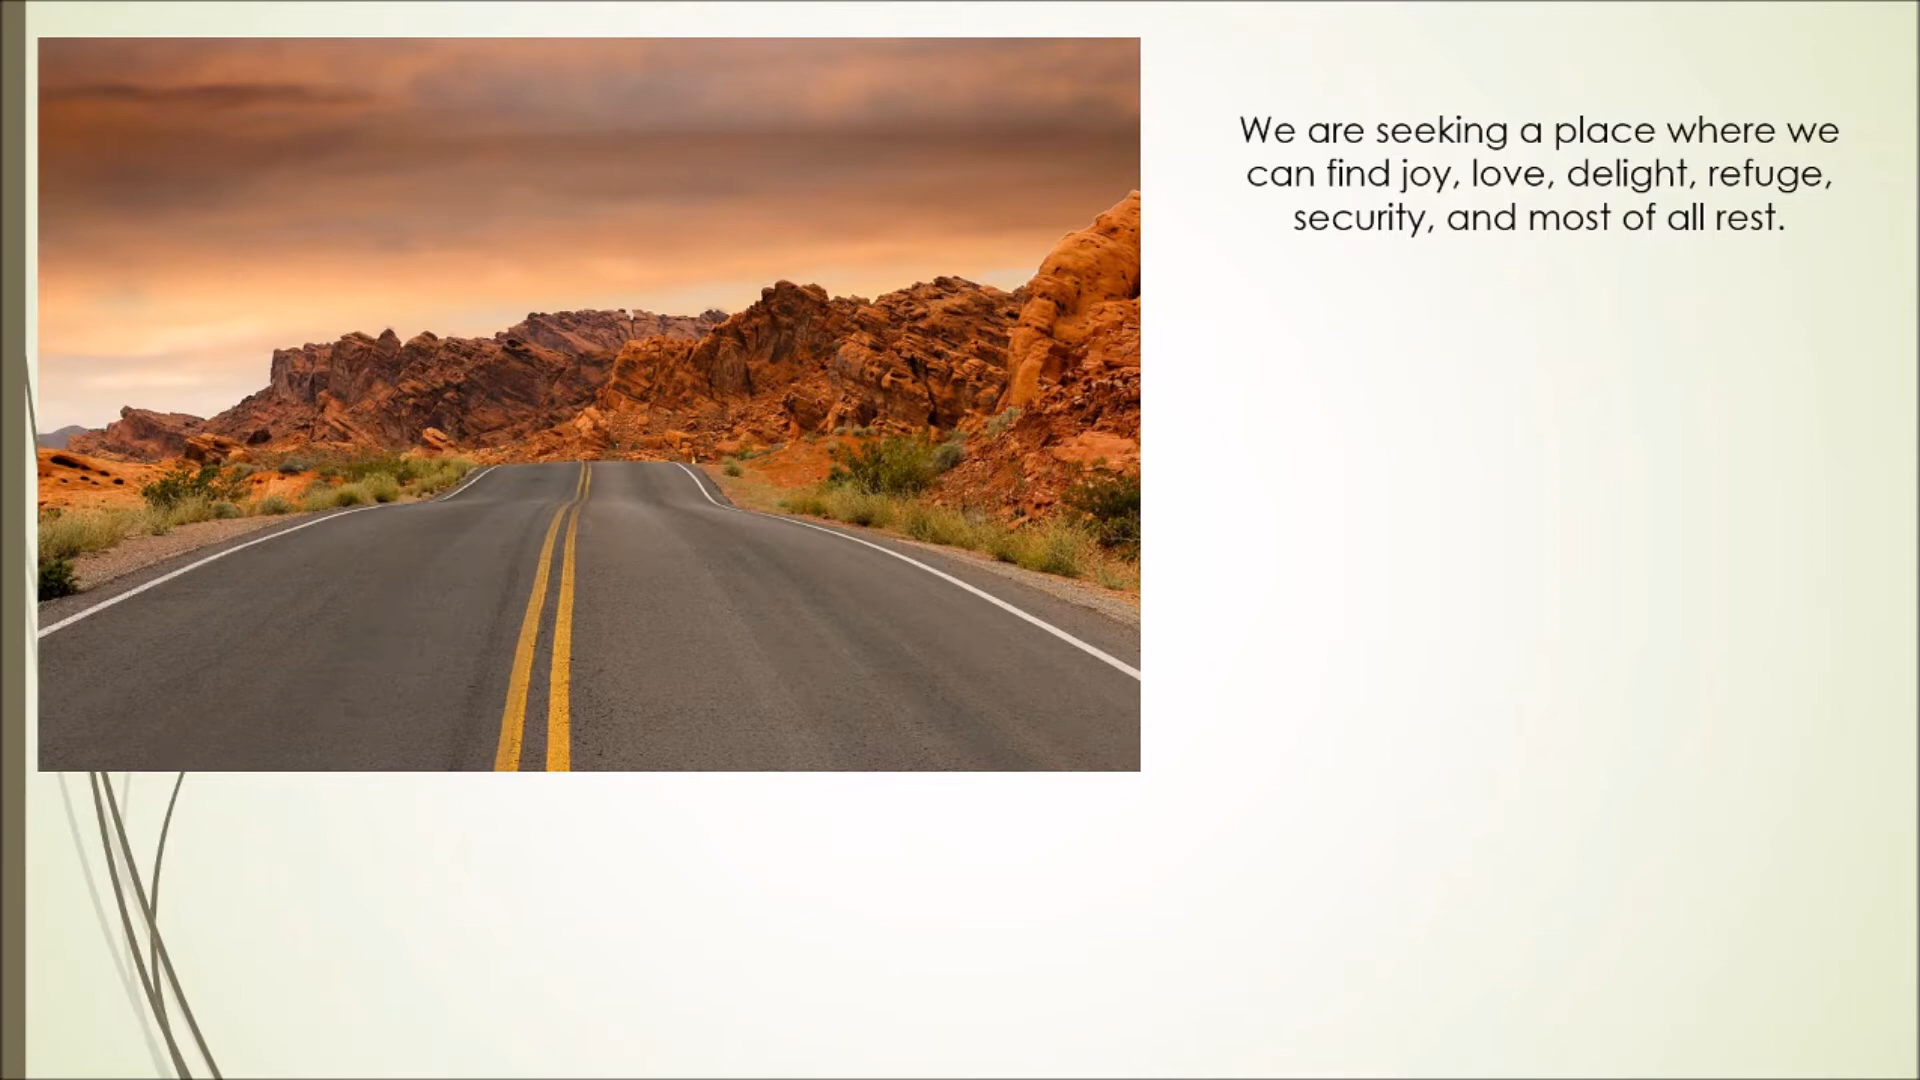 We are seeking a place where we
can find joy, love, delight, refuge,
security, and most of all rest.